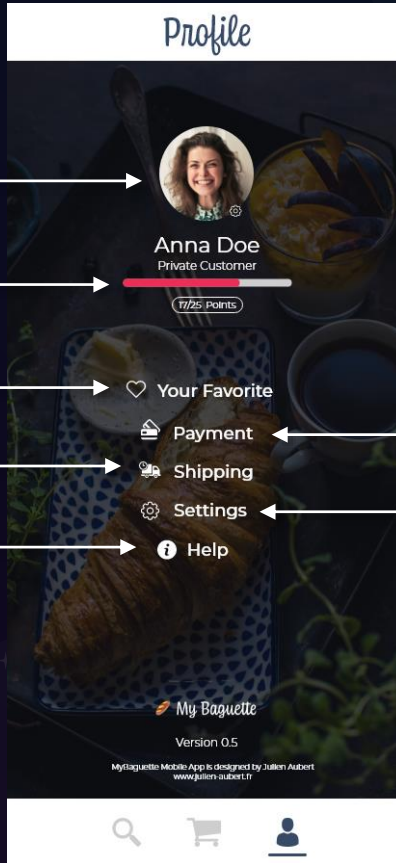 Profile
Anna Doe
Private Customer
17/25 Points
Your Favorite
Payment
Shipping
Settings
Help
My Baguette
Version 0.5
MyBaguette Mobile App is designed by Julien Aubert
www.julien-aubert.fr